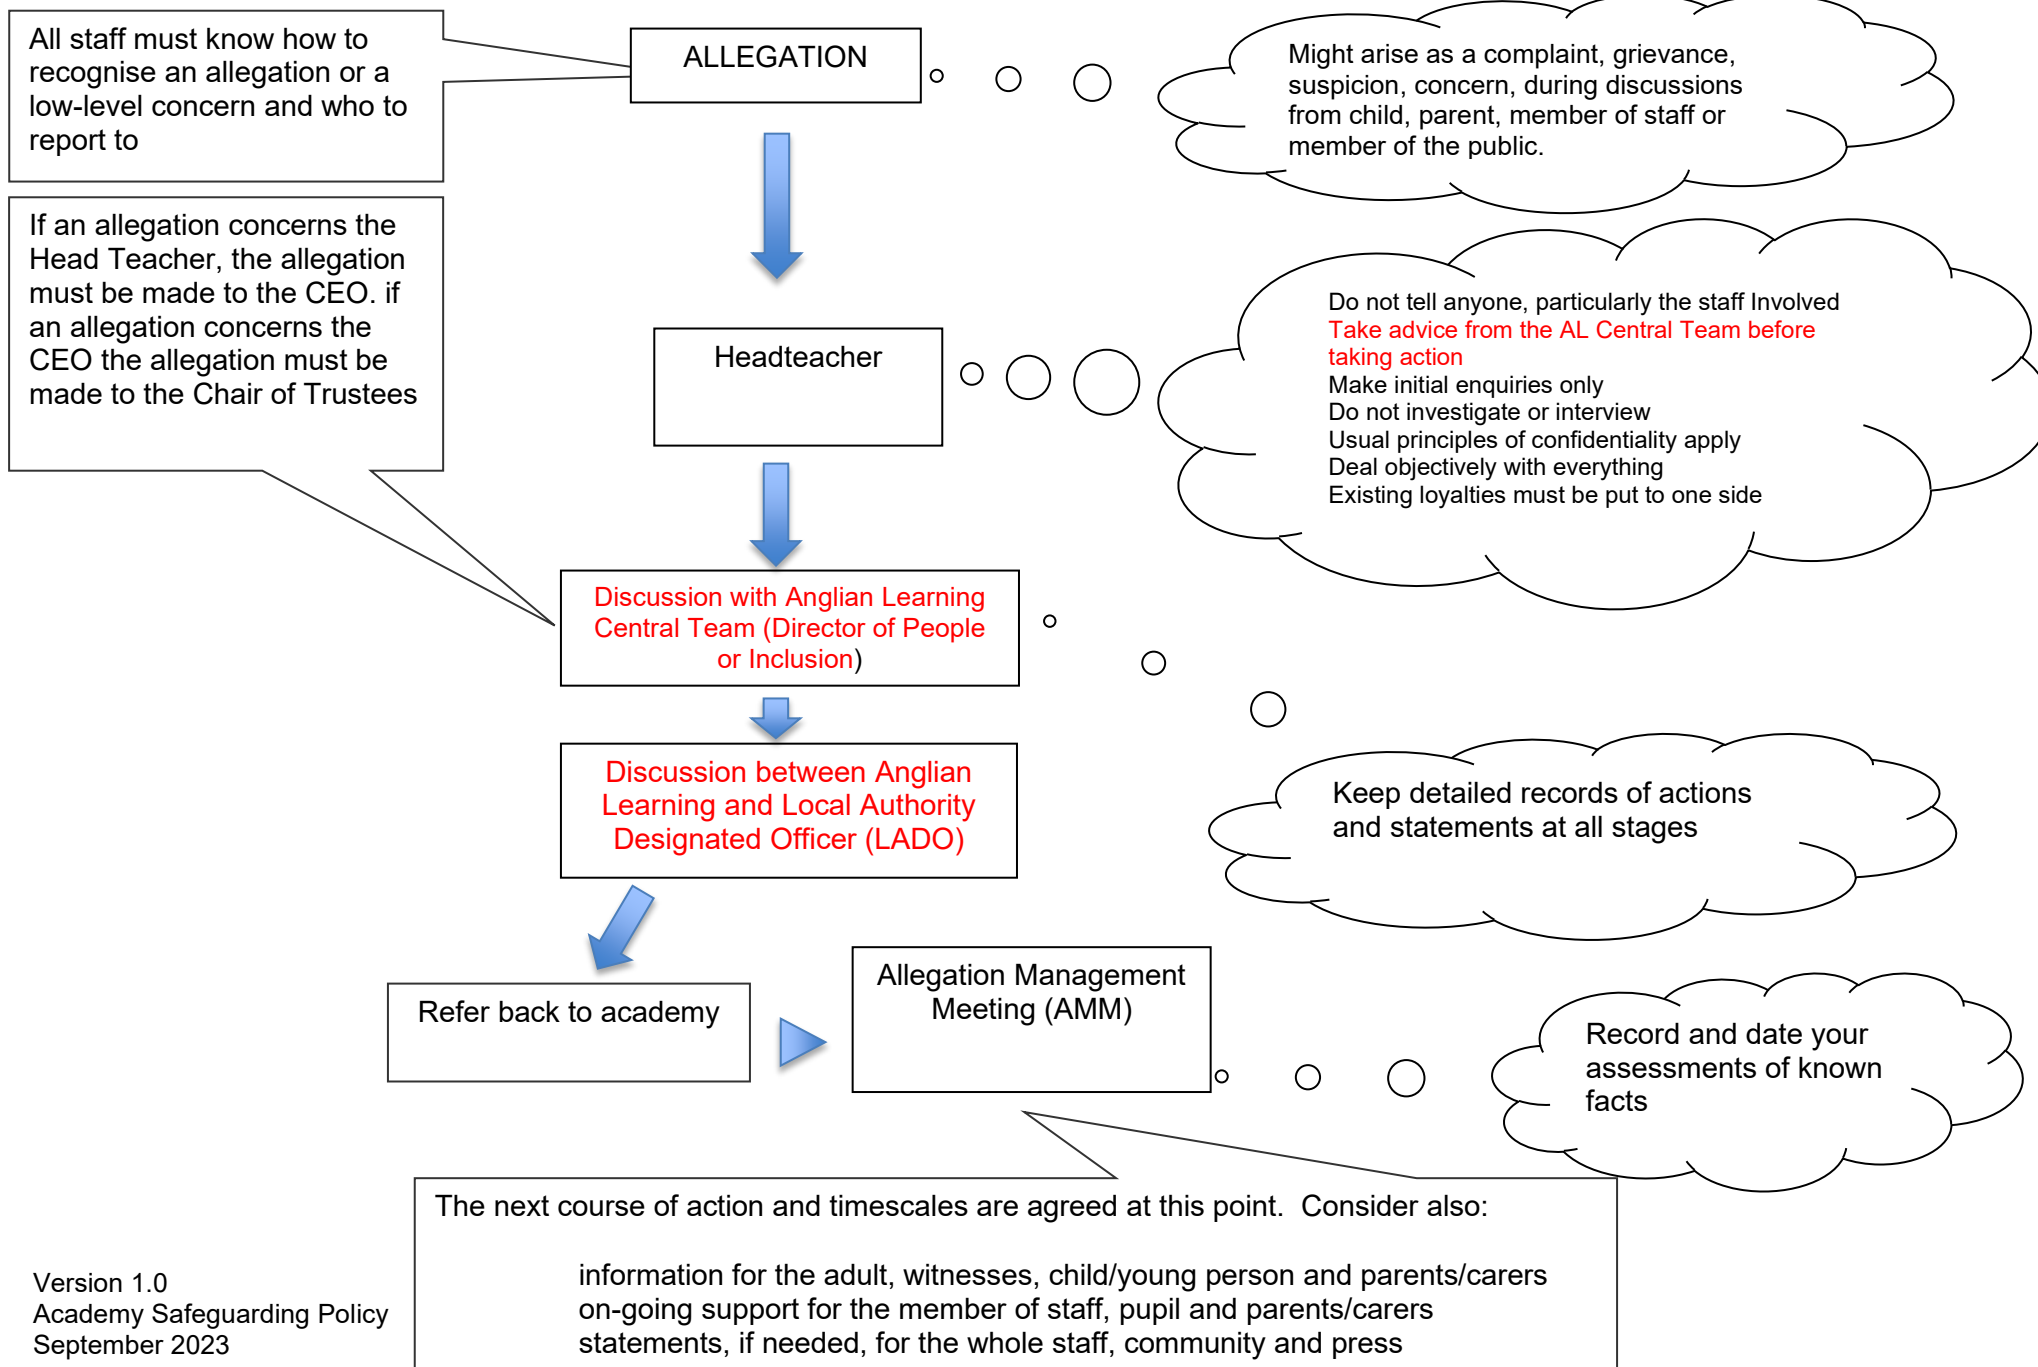 All staff must know how to
recognise an allegation or a
low-level concern and who to
report to
ALLEGATION
Might arise as a complaint, grievance,
suspicion, concern, during discussions
from child, parent, member of staff or
member of the public.
If an allegation concerns the
Head Teacher, the allegation
must be made to the CEO. if
an allegation concerns the
CEO the allegation must be
made to the Chair of Trustees
Headteacher
Do not tell anyone, particularly the staff Involved
Take advice from the AL Central Team before
taking action
Make initial enquiries only
Do not investigate or interview
Usual principles of confidentiality apply
Deal objectively with everything
Existing loyalties must be put to one side
Discussion with Anglian Learning
Central Team (Director of People
or Inclusion)
Discussion between Anglian
Learning and Local Authority
Designated Officer (LADO)
Keep detailed records of actions
and statements at all stages
Refer back to academy
Allegation Management
Meeting (AMM)
Record and date your
assessments of known
facts
The next course of action and timescales are agreed at this point.  Consider also:
information for the adult, witnesses, child/young person and parents/carers
on-going support for the member of staff, pupil and parents/carers
statements, if needed, for the whole staff, community and press
Version 1.0
Academy Safeguarding Policy
September 2023